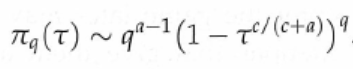 π_q(τ) ∼ q^{a−1}(1 − τ^{c/(c+a)})^q.